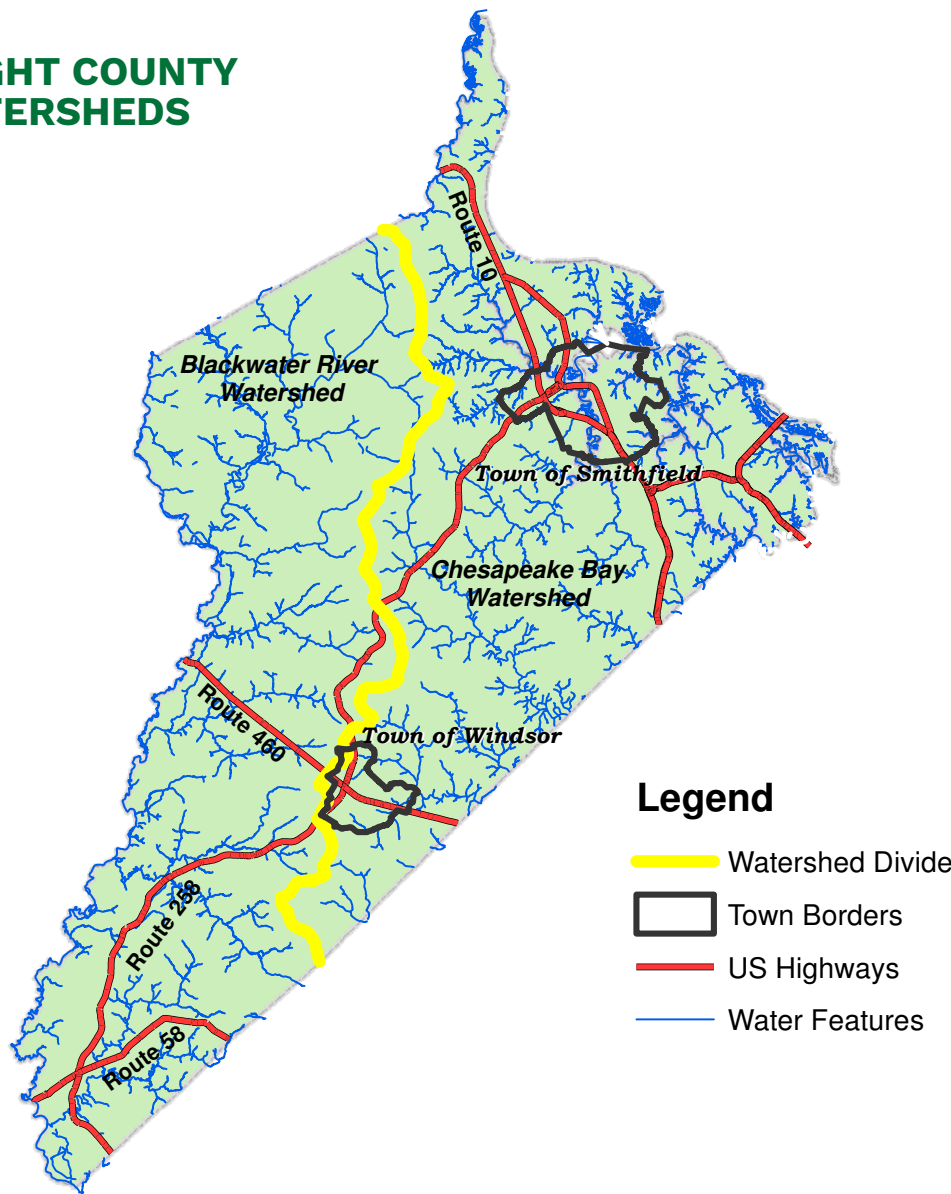 GHT COUNTY
TERSHEDS
Route 10
Blackwater River
Watershed
Town of Smithfield
Chesapeake Bay
Watershed
Route 460
Town of Windsor
Legend
Watershed Divide
Town Borders
US Highways
Water Features
Route 258
Route 58